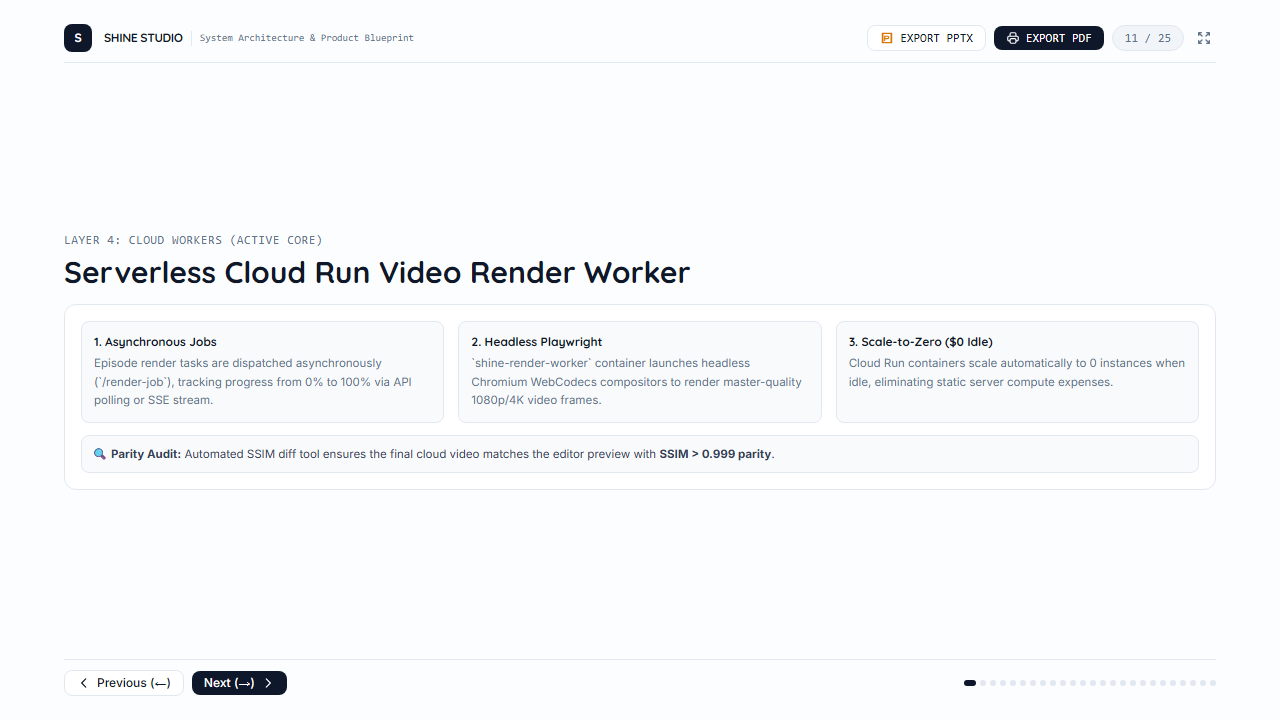 S
SHINE STUDIO
System Architecture & Product Blueprint
EXPORT PPTX
EXPORT PDF
11 / 25
LAYER 4: CLOUD WORKERS (ACTIVE CORE)
Serverless Cloud Run Video Render Worker
1. Asynchronous Jobs
Episode render tasks are dispatched asynchronously
(`/render-job`), tracking progress from 0% to 100% via API
polling or SSE stream.
2. Headless Playwright
`shine-render-worker` container launches headless
Chromium WebCodecs compositors to render master-quality
1080p/4K video frames.
3. Scale-to-Zero ($0 Idle)
Cloud Run containers scale automatically to 0 instances when
idle, eliminating static server compute expenses.
🔍 Parity Audit: Automated SSIM diff tool ensures the final cloud video matches the editor preview with SSIM > 0.999 parity.
Previous (←)
Next (→)